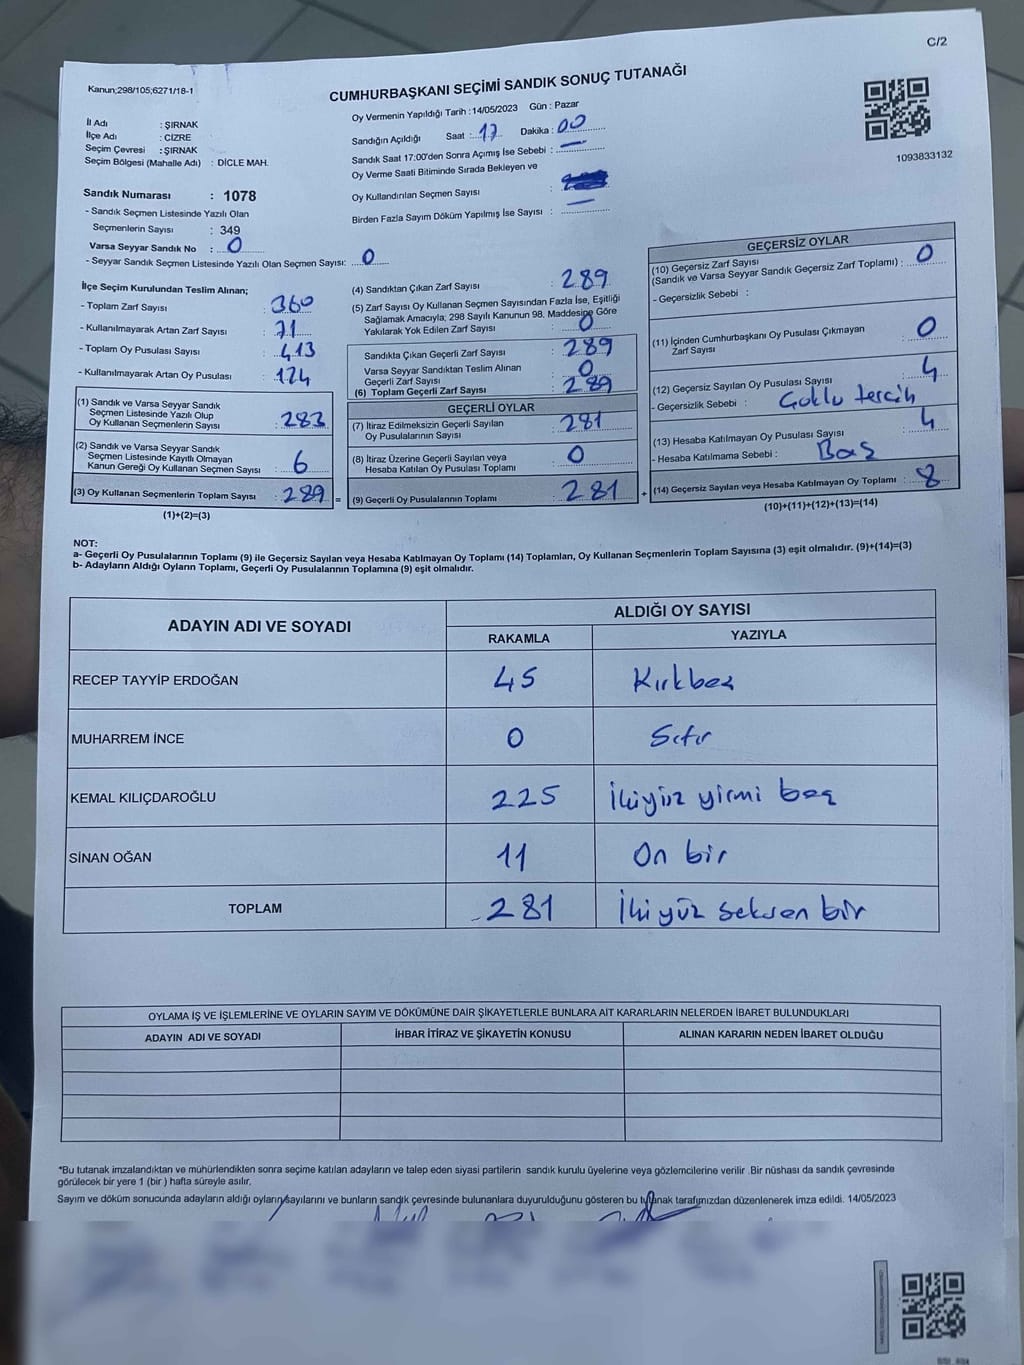 C/2
Kanun;298/105;6271/18-1
CUMHURBAŞKANI SEÇİMİ SANDIK SONUÇ TUTANAĞI
İl Adı : ŞIRNAK
İlçe Adı : CİZRE
Seçim Çevresi : ŞIRNAK
Seçim Bölgesi (Mahalle Adı) : DİCLE MAH.
Sandık Numarası : 1078
- Sandık Seçmen Listesinde Yazılı Olan
Seçmenlerin Sayısı : 349
Varsa Seyyar Sandık No : 0
- Seyyar Sandık Seçmen Listesinde Yazılı Olan Seçmen Sayısı: 0
Oy Vermenin Yapıldığı Tarih : 14/05/2023 Gün : Pazar
Sandığın Açıldığı Saat : 17 Dakika : 00
Sandık Saat 17:00'den Sonra Açımış İse Sebebi : —
Oy Verme Saati Bitiminde Sırada Bekleyen ve
Oy Kullandırılan Seçmen Sayısı :
Birden Fazla Sayım Döküm Yapılmış İse Sayısı : —
1093833132
İlçe Seçim Kurulundan Teslim Alınan;
- Toplam Zarf Sayısı : 360
- Kullanılmayarak Artan Zarf Sayısı : 71
- Toplam Oy Pusulası Sayısı : 413
- Kullanılmayarak Artan Oy Pusulası : 124
(1) Sandık ve Varsa Seyyar Sandık
Seçmen Listesinde Yazılı Olup
Oy Kullanan Seçmenlerin Sayısı : 283
(2) Sandık ve Varsa Seyyar Sandık
Seçmen Listesinde Kayıtlı Olmayan
Kanun Gereği Oy Kullanan Seçmen Sayısı : 6
(3) Oy Kullanan Seçmenlerin Toplam Sayısı : 289 =
(1)+(2)=(3)
(4) Sandıktan Çıkan Zarf Sayısı : 289
(5) Zarf Sayısı Oy Kullanan Seçmen Sayısından Fazla İse, Eşitliği
Sağlamak Amacıyla; 298 Sayılı Kanunun 98. Maddesine Göre
Yakılarak Yok Edilen Zarf Sayısı : 0
Sandıkta Çıkan Geçerli Zarf Sayısı : 289
Varsa Seyyar Sandıktan Teslim Alınan
Geçerli Zarf Sayısı : 0
(6) Toplam Geçerli Zarf Sayısı : 289
GEÇERLİ OYLAR
(7) İtiraz Edilmeksizin Geçerli Sayılan
Oy Pusulalarının Sayısı : 281
(8) İtiraz Üzerine Geçerli Sayılan veya
Hesaba Katılan Oy Pusulası Toplamı : 0
(9) Geçerli Oy Pusulalarının Toplamı : 281 +
GEÇERSİZ OYLAR
(10) Geçersiz Zarf Sayısı
(Sandık ve Varsa Seyyar Sandık Geçersiz Zarf Toplamı) : 0
- Geçersizlik Sebebi :
(11) İçinden Cumhurbaşkanı Oy Pusulası Çıkmayan
Zarf Sayısı : 0
(12) Geçersiz Sayılan Oy Pusulası Sayısı : 4
- Geçersizlik Sebebi : Çoklu tercih
(13) Hesaba Katılmayan Oy Pusulası Sayısı : 4
- Hesaba Katılmama Sebebi : Boş
(14) Geçersiz Sayılan veya Hesaba Katılmayan Oy Toplamı : 8
(10)+(11)+(12)+(13)=(14)
NOT:
a- Geçerli Oy Pusulalarının Toplamı (9) ile Geçersiz Sayılan veya Hesaba Katılmayan Oy Toplamı (14) Toplamları, Oy Kullanan Seçmenlerin Toplam Sayısına (3) eşit olmalıdır. (9)+(14)=(3)
b- Adayların Aldığı Oyların Toplamı, Geçerli Oy Pusulalarının Toplamına (9) eşit olmalıdır.
ADAYIN ADI VE SOYADI ALDIĞI OY SAYISI
RAKAMLA YAZIYLA
RECEP TAYYİP ERDOĞAN 45 Kırkbeş
MUHARREM İNCE 0 Sıfır
KEMAL KILIÇDAROĞLU 225 İkiyüz yirmi beş
SİNAN OĞAN 11 On bir
TOPLAM 281 İkiyüz seksen bir
OYLAMA İŞ VE İŞLEMLERİNE VE OYLARIN SAYIM VE DÖKÜMÜNE DAİR ŞİKAYETLERLE BUNLARA AİT KARARLARIN NELERDEN İBARET BULUNDUKLARI
ADAYIN ADI VE SOYADI İHBAR İTİRAZ VE ŞİKAYETİN KONUSU ALINAN KARARIN NEDEN İBARET OLDUĞU
*Bu tutanak imzalandıktan ve mühürlendikten sonra seçime katılan adayların ve talep eden siyasi partilerin sandık kurulu üyelerine veya gözlemcilerine verilir .Bir nüshası da sandık çevresinde
görülecek bir yere 1 (bir ) hafta süreyle asılır.
Sayım ve döküm sonucunda adayların aldığı oyların sayılarını ve bunların sandık çevresinde bulunanlara duyurulduğunu gösteren bu tutanak tarafımızdan düzenlenerek imza edildi. 14/05/2023